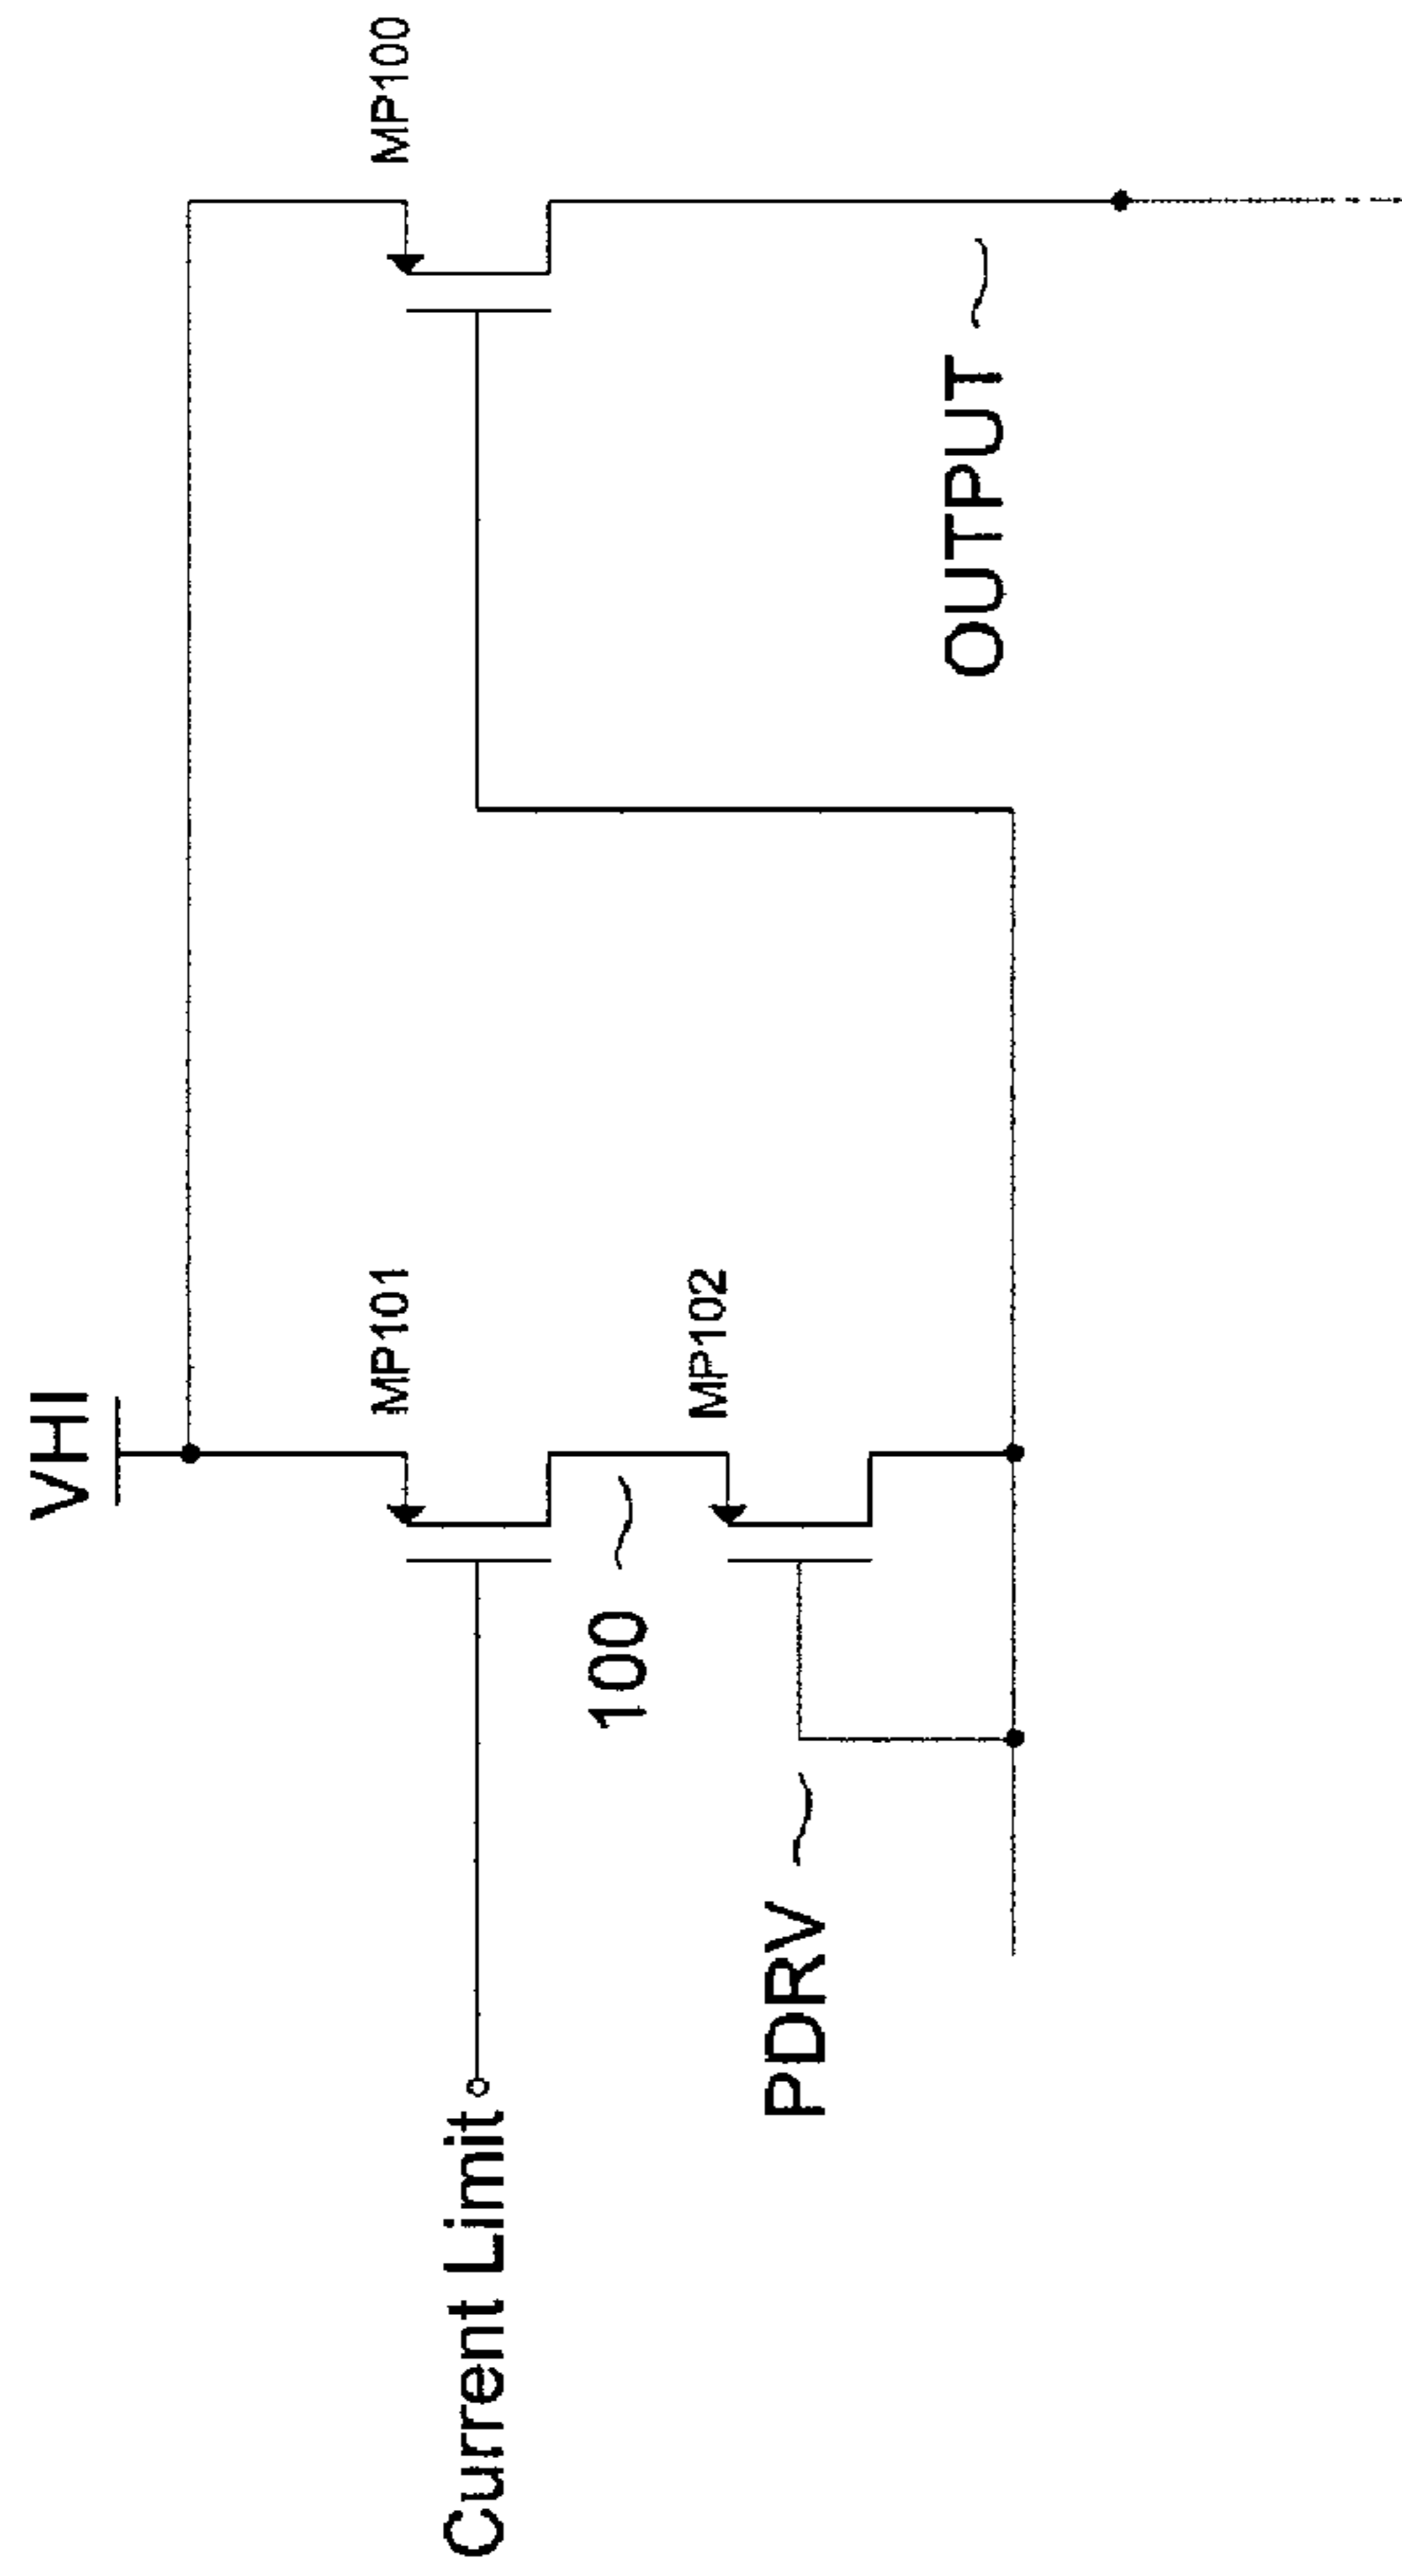 VHI
MP101
MP100
Current Limit
100
MP102
PDRV
OUTPUT